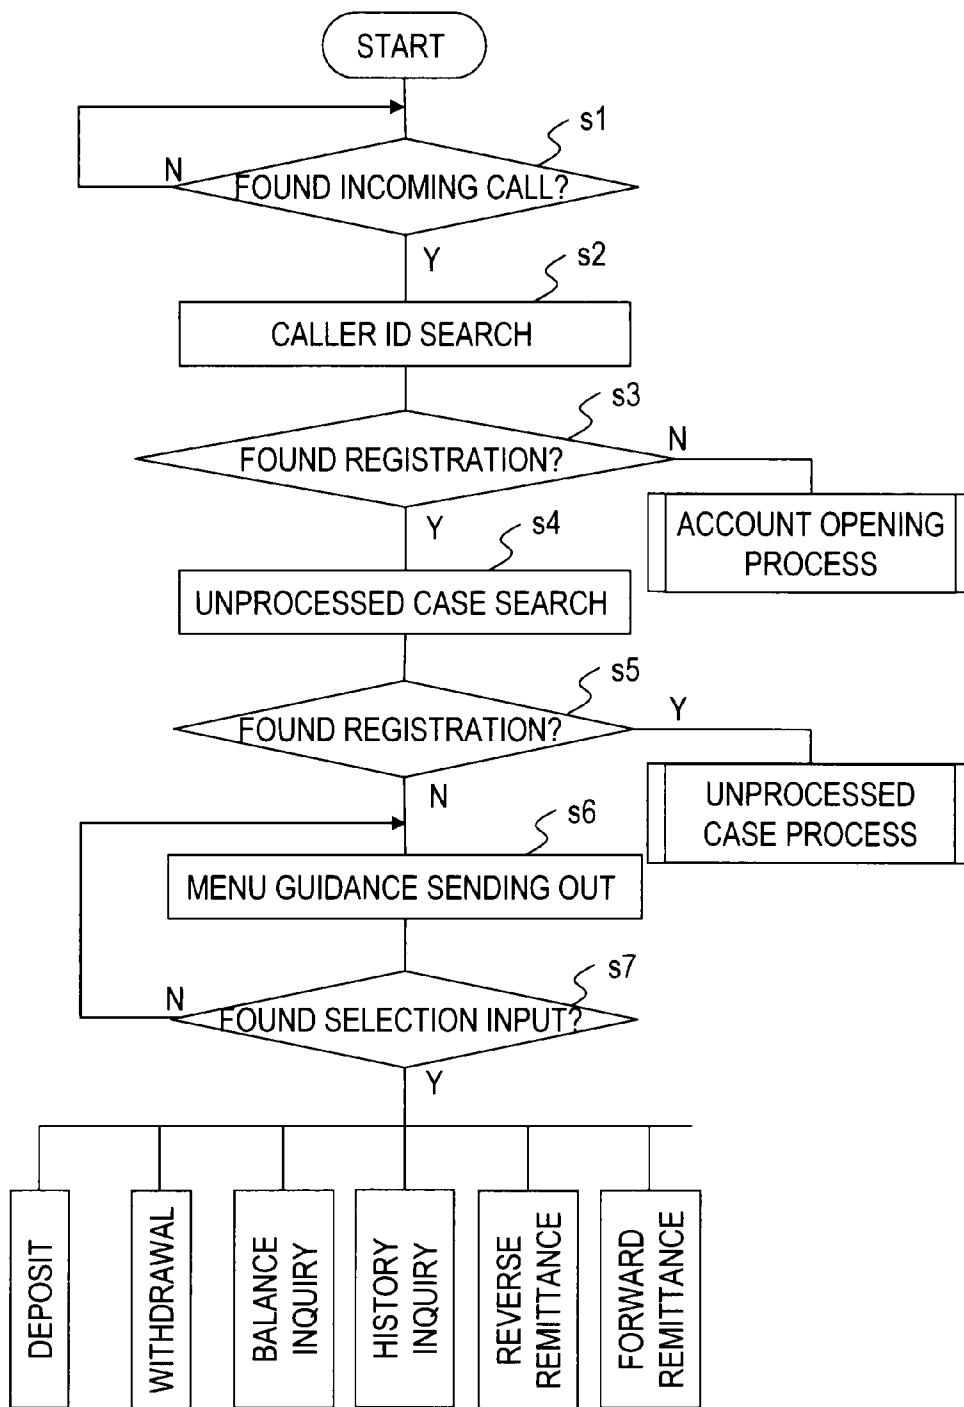 START
s1
N
FOUND INCOMING CALL?
Y
s2
CALLER ID SEARCH
s3
N
FOUND REGISTRATION?
Y
ACCOUNT OPENING
PROCESS
s4
UNPROCESSED CASE SEARCH
s5
Y
FOUND REGISTRATION?
N
UNPROCESSED
CASE PROCESS
s6
MENU GUIDANCE SENDING OUT
s7
N
FOUND SELECTION INPUT?
Y
DEPOSIT
WITHDRAWAL
BALANCE
INQUIRY
HISTORY
INQUIRY
REVERSE
REMITTANCE
FORWARD
REMITTANCE